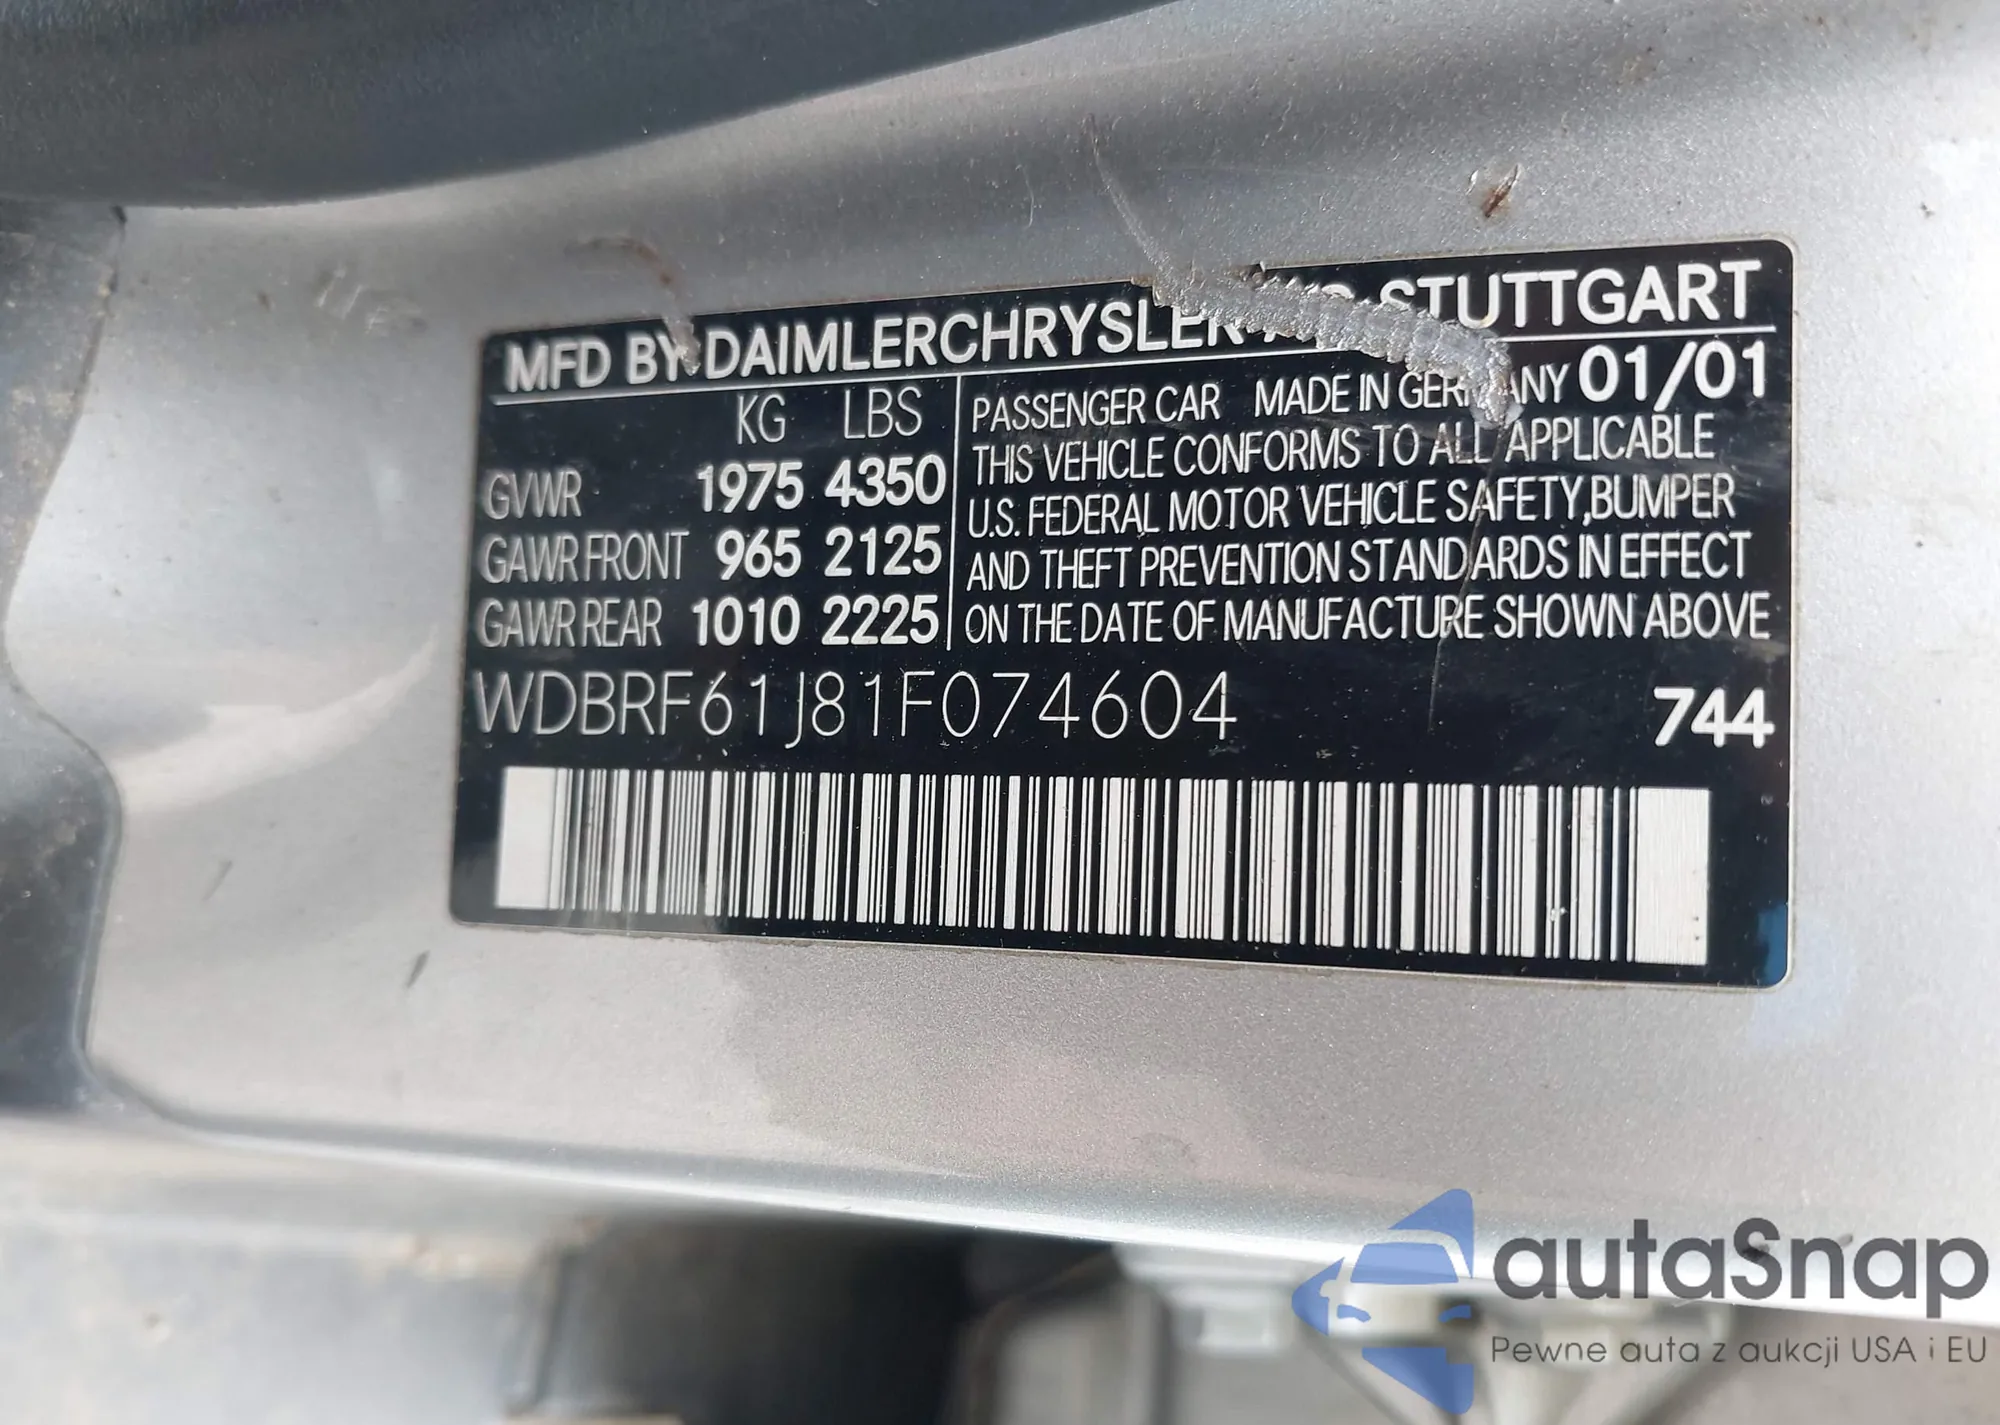 MFD BY DAIMLERCHRYSLER STUTTGART
KG LBS
GVWR 1975 4350
GAWR FRONT 965 2125
GAWR REAR 1010 2225
PASSENGER CAR MADE IN GERMANY 01/01
THIS VEHICLE CONFORMS TO ALL APPLICABLE
U.S. FEDERAL MOTOR VEHICLE SAFETY,BUMPER
AND THEFT PREVENTION STANDARDS IN EFFECT
ON THE DATE OF MANUFACTURE SHOWN ABOVE
WDBRF61J81F074604 744
autaSnap
Pewne auta z aukcji USA i EU